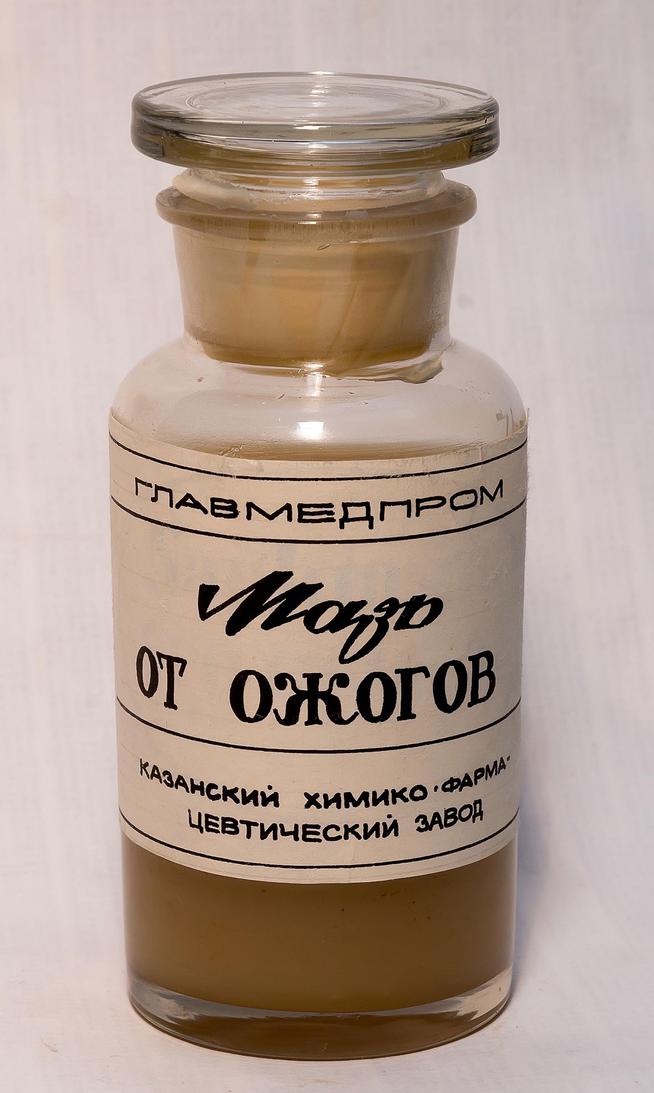 ГЛАВМЕДПРОМ
Мазь
ОТ ОЖОГОВ
КАЗАНСКИЙ ХИМИКО-ФАРМА-
ЦЕВТИЧЕСКИЙ ЗАВОД